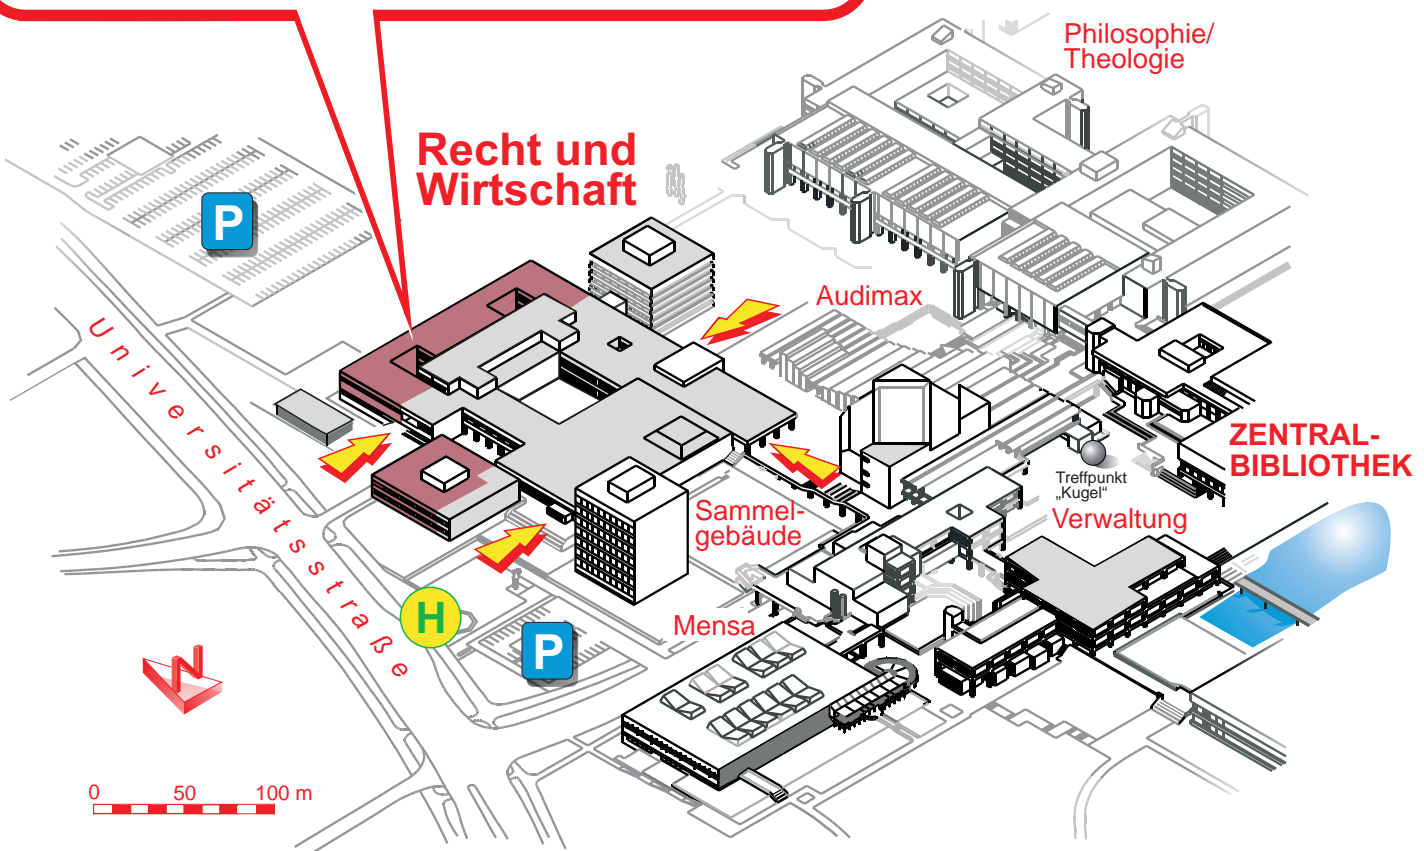 Philosophie/
Theologie
Recht und
Wirtschaft
P
Audimax
Universitätsstraße
ZENTRAL-
BIBLIOTHEK
Treffpunkt
„Kugel”
Sammel-
gebäude
Verwaltung
H
Mensa
P
N
0 50 100 m